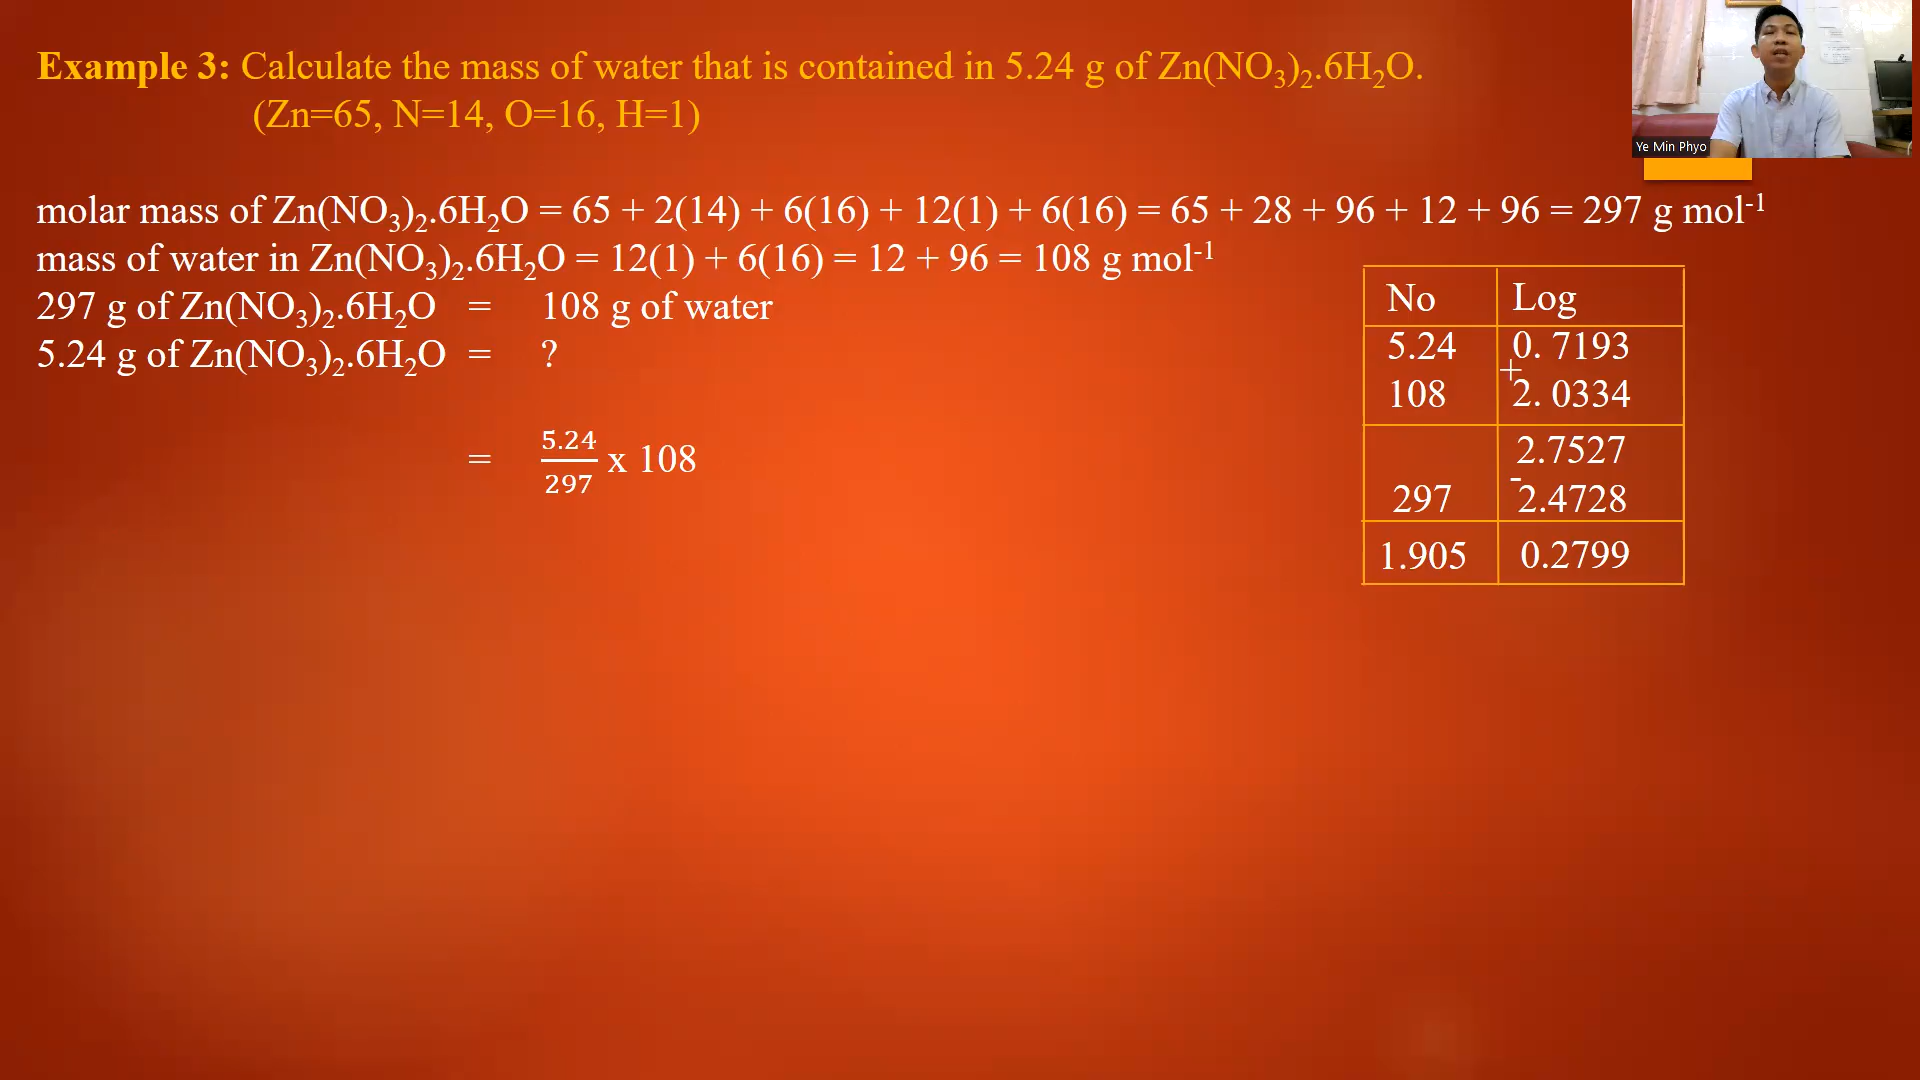 Example 3: Calculate the mass of water that is contained in 5.24 g of Zn(NO₃)₂.6H₂O.
(Zn=65, N=14, O=16, H=1)
Ye Min Phyo
molar mass of Zn(NO₃)₂.6H₂O = 65 + 2(14) + 6(16) + 12(1) + 6(16) = 65 + 28 + 96 + 12 + 96 = 297 g mol⁻¹
mass of water in Zn(NO₃)₂.6H₂O = 12(1) + 6(16) = 12 + 96 = 108 g mol⁻¹
297 g of Zn(NO₃)₂.6H₂O = 108 g of water
5.24 g of Zn(NO₃)₂.6H₂O = ?
= 5.24/297 x 108
No Log
5.24 0. 7193
+
108 2. 0334
2.7527
-
297 2.4728
1.905 0.2799